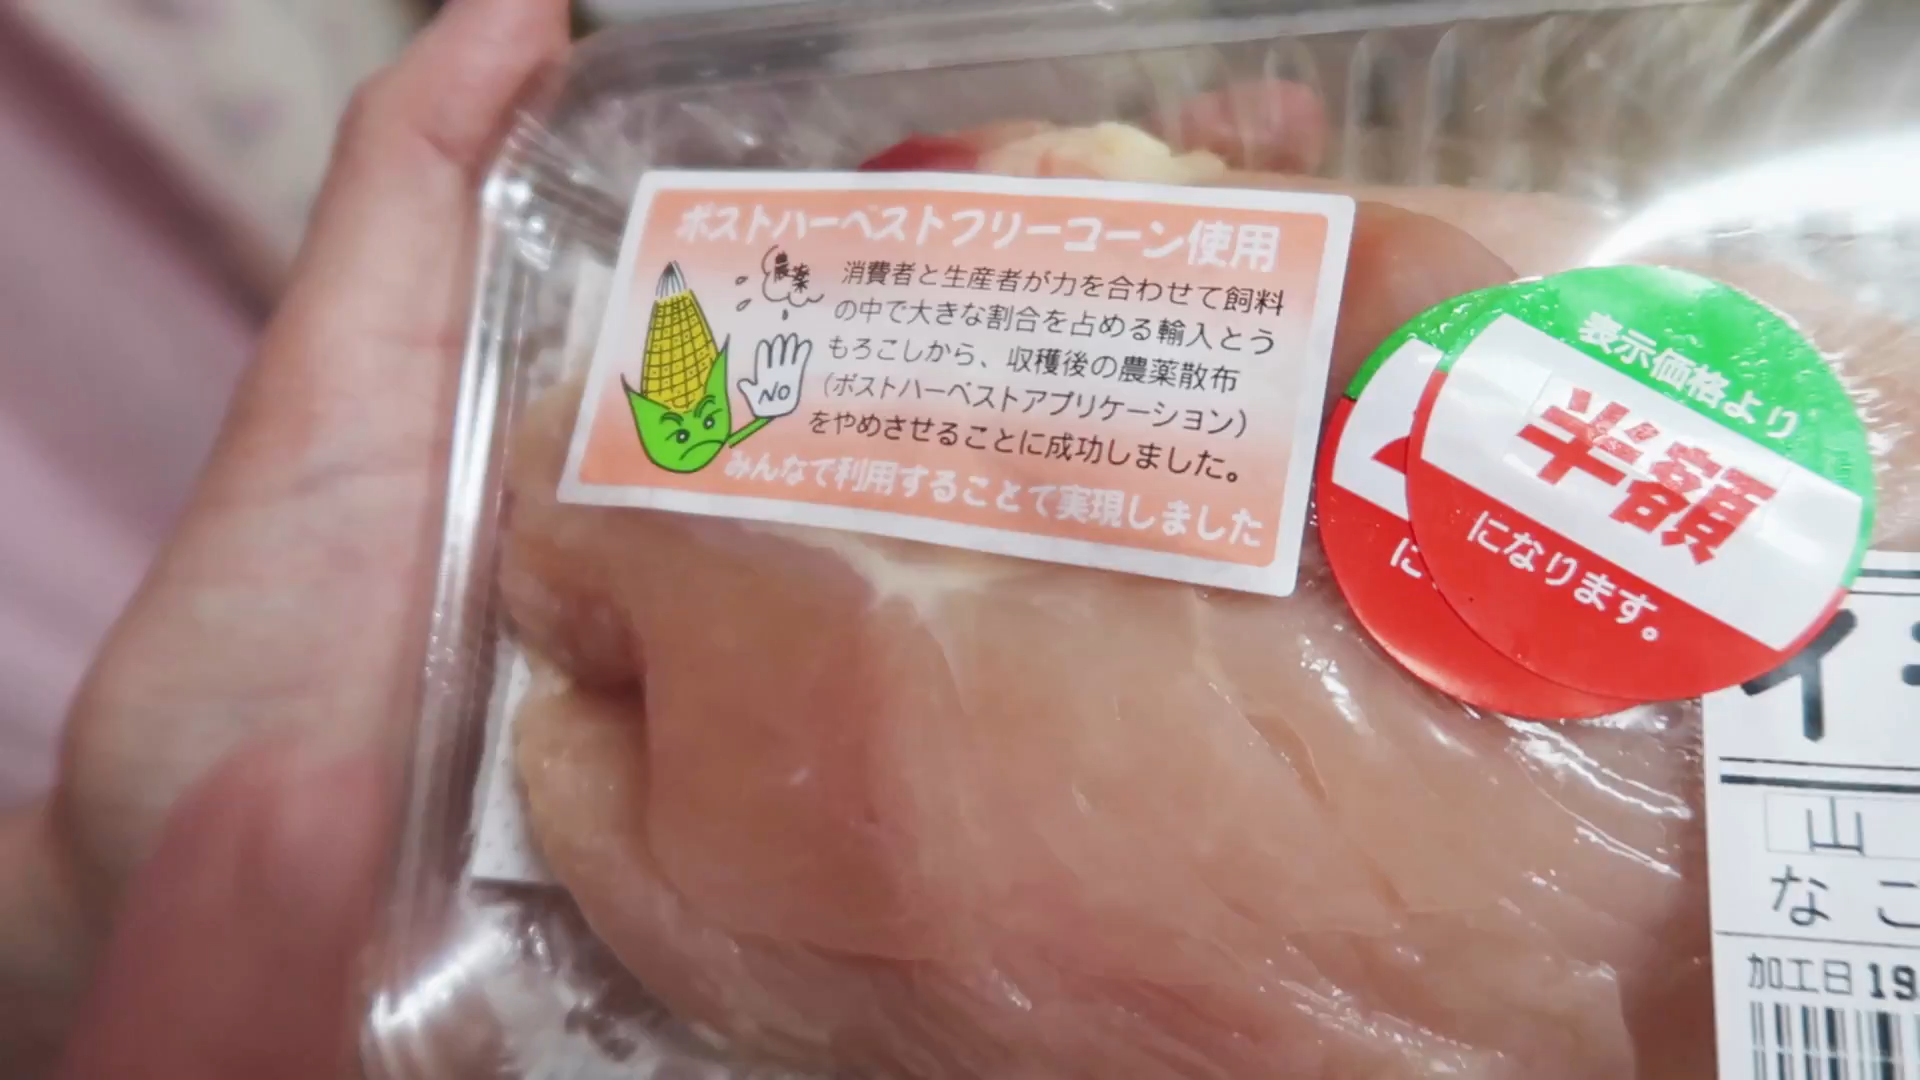 ポストハーベストフリーコーン使用
農薬
消費者と生産者が力を合わせて飼料
の中で大きな割合を占める輸入とう
もろこしから、収穫後の農薬散布
（ポストハーベストアプリケーション）
をやめさせることに成功しました。
NO
みんなで利用することで実現しました
表示価格より
半額
になります。
に
イ
山
なこ
加工日 19.